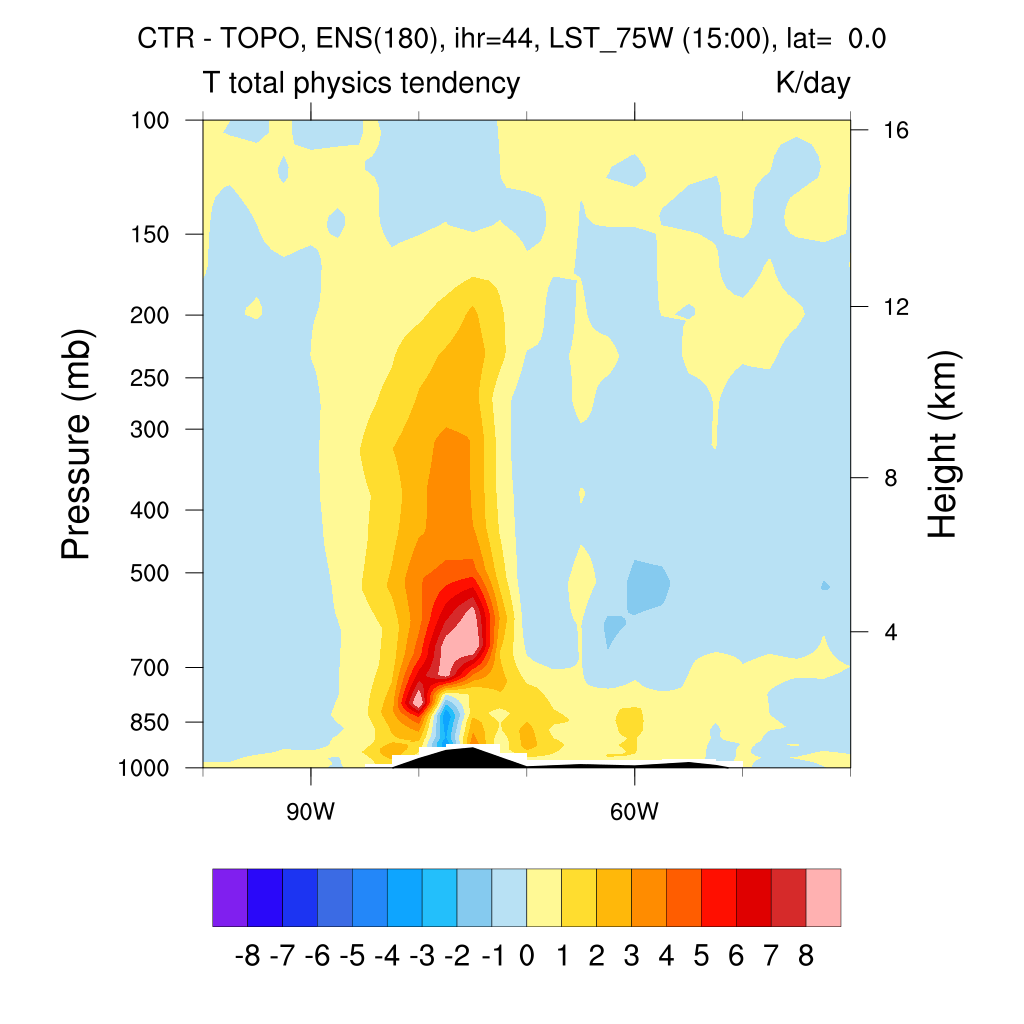 CTR - TOPO, ENS(180), ihr=44, LST_75W (15:00), lat=  0.0
T total physics tendency K/day
100
150
200
250
300
400
500
700
850
1000
Pressure (mb)
16
12
8
4
Height (km)
90W 60W
-8 -7 -6 -5 -4 -3 -2 -1 0 1 2 3 4 5 6 7 8